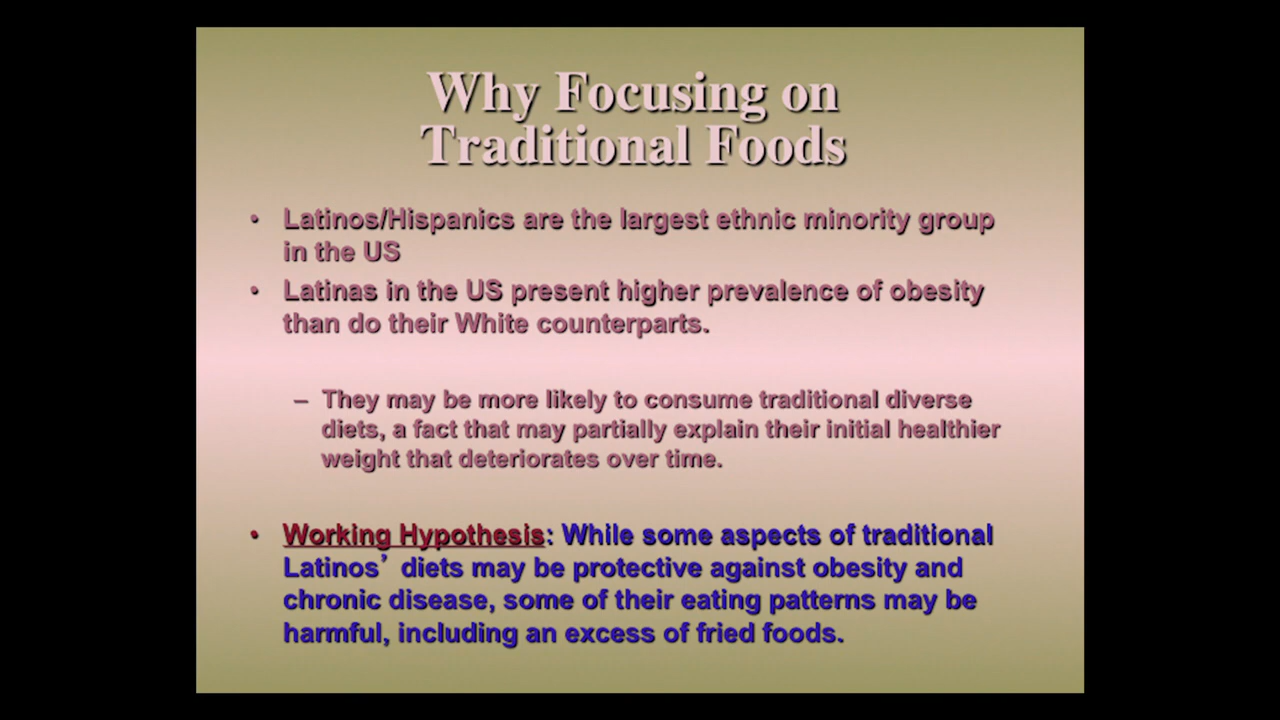 Why Focusing on
Traditional Foods
• Latinos/Hispanics are the largest ethnic minority group
in the US
• Latinas in the US present higher prevalence of obesity
than do their White counterparts.
– They may be more likely to consume traditional diverse
diets, a fact that may partially explain their initial healthier
weight that deteriorates over time.
• Working Hypothesis: While some aspects of traditional
Latinos’ diets may be protective against obesity and
chronic disease, some of their eating patterns may be
harmful, including an excess of fried foods.